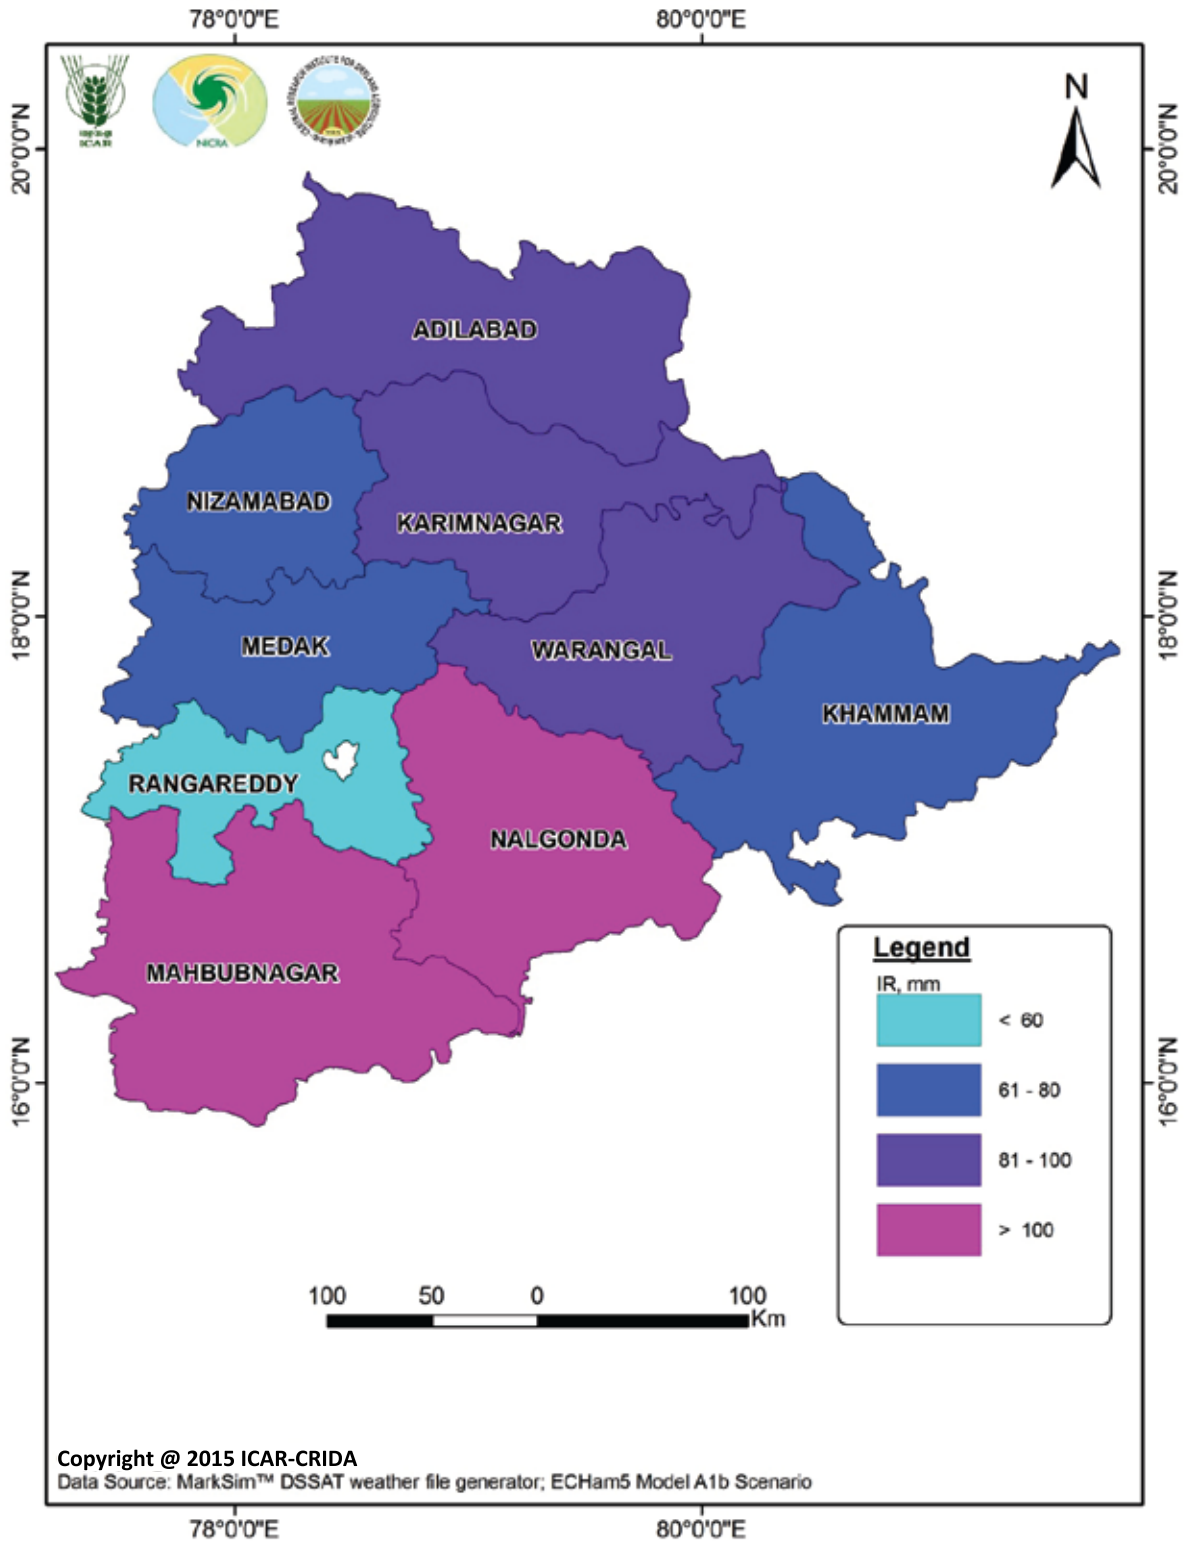 78°0'0"E 80°0'0"E
20°0'0"N 20°0'0"N
ICAR
NICRA
N
ADILABAD
NIZAMABAD
KARIMNAGAR
18°0'0"N 18°0'0"N
MEDAK
WARANGAL
KHAMMAM
RANGAREDDY
NALGONDA
MAHBUBNAGAR
Legend
IR, mm
< 60
61 - 80
81 - 100
> 100
16°0'0"N 16°0'0"N
100 50 0 100
Km
Copyright @ 2015 ICAR-CRIDA
Data Source: MarkSim™ DSSAT weather file generator; ECHam5 Model A1b Scenario
78°0'0"E 80°0'0"E